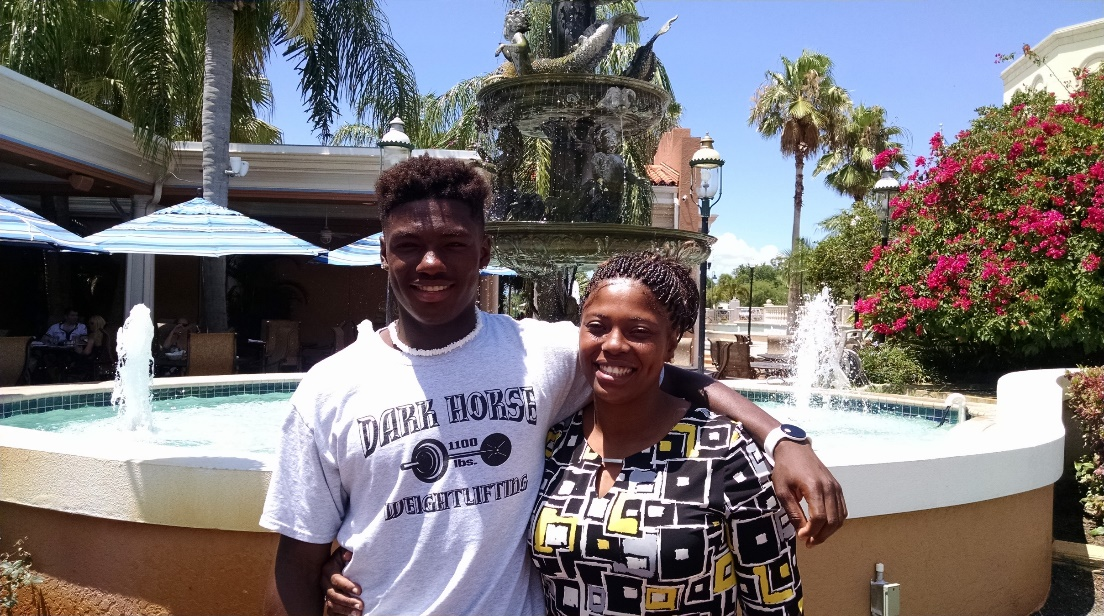 DARK HORSE
1100
lbs.
WEIGHTLIFTING